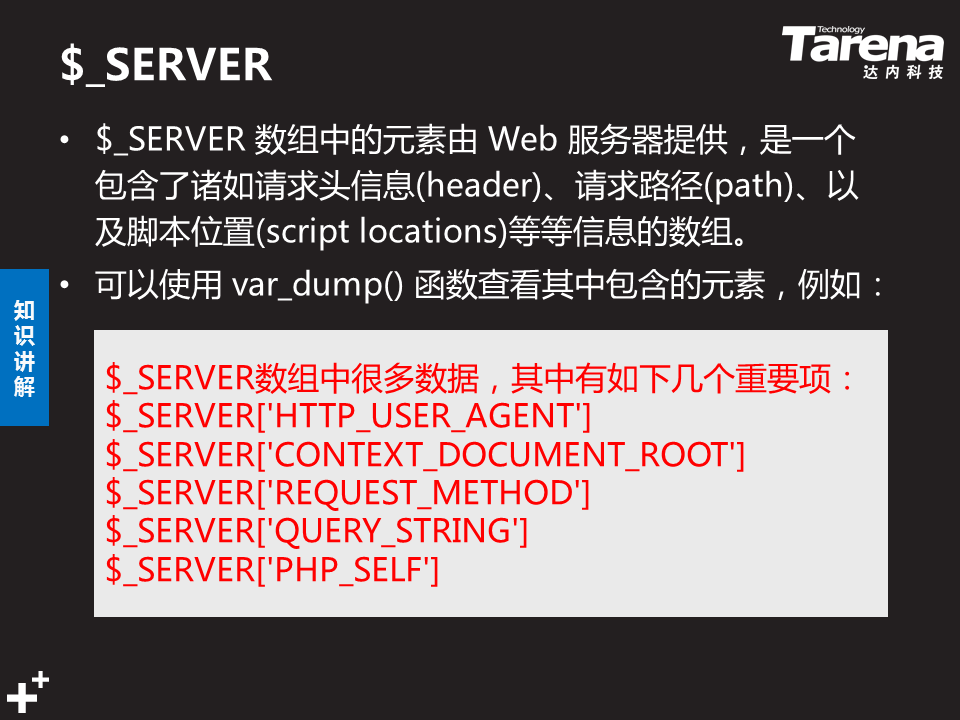 $_SERVER
Technology
Tarena
达内科技
• $_SERVER 数组中的元素由 Web 服务器提供，是一个
包含了诸如请求头信息(header)、请求路径(path)、以
及脚本位置(script locations)等等信息的数组。
• 可以使用 var_dump() 函数查看其中包含的元素，例如：
知
识
讲
解
$_SERVER数组中很多数据，其中有如下几个重要项：
$_SERVER['HTTP_USER_AGENT']
$_SERVER['CONTEXT_DOCUMENT_ROOT']
$_SERVER['REQUEST_METHOD']
$_SERVER['QUERY_STRING']
$_SERVER['PHP_SELF']